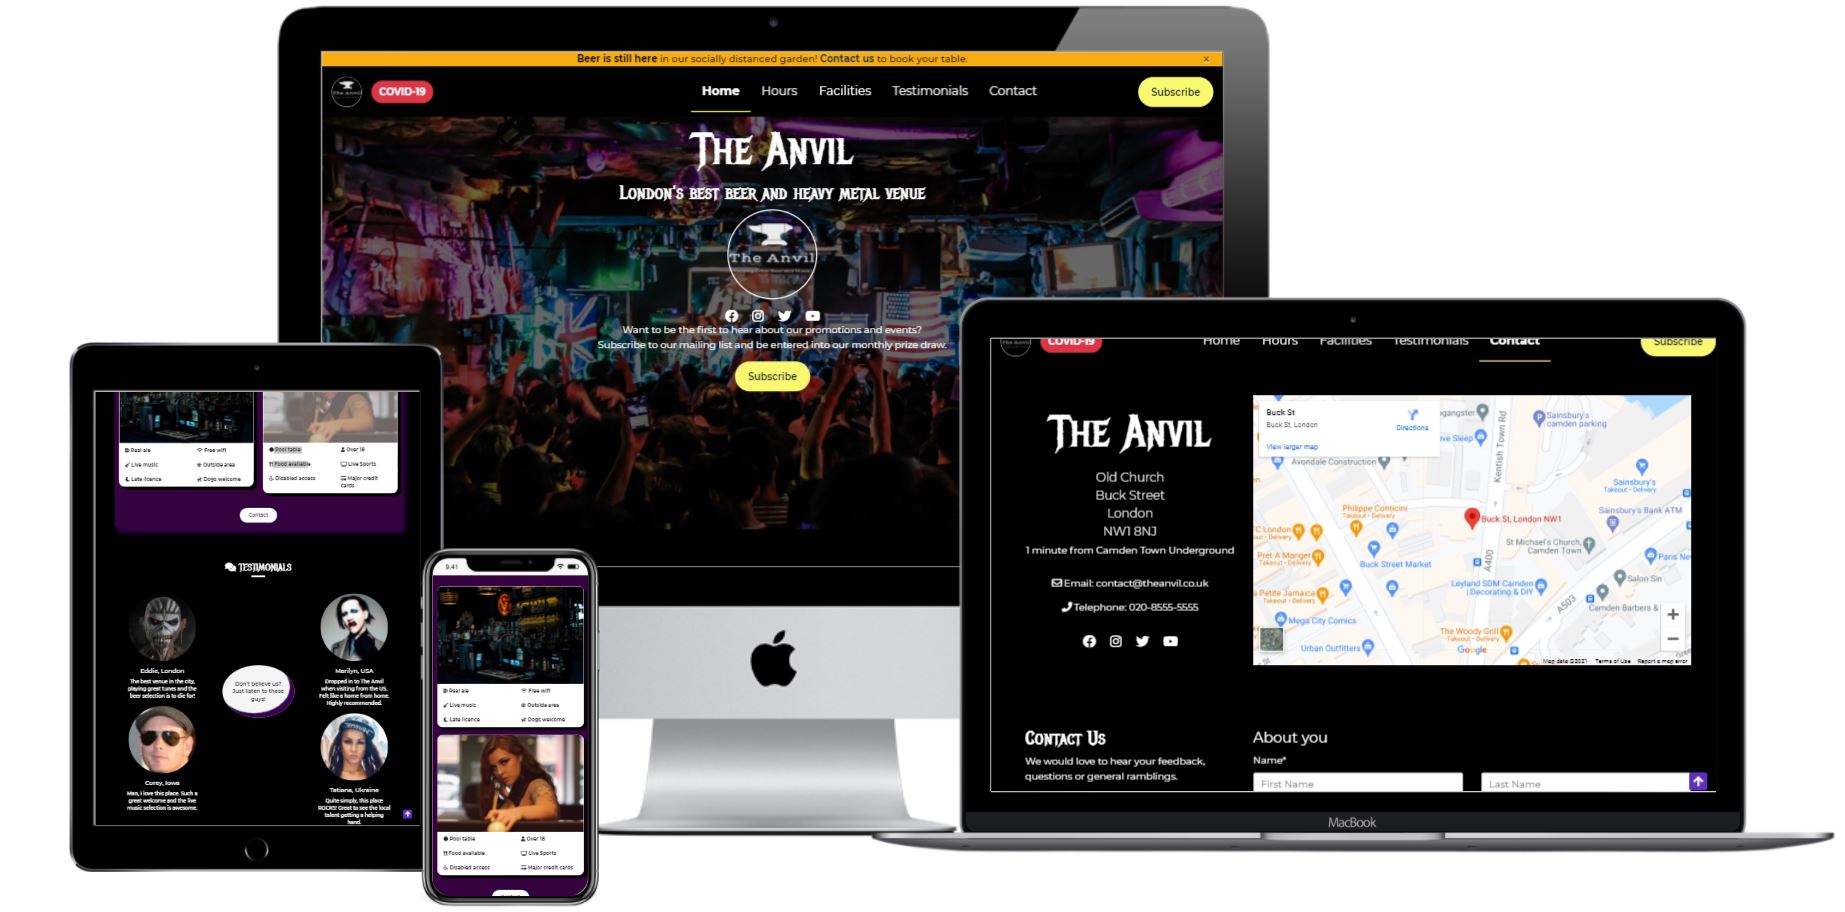 Beer is still here in our socially distanced garden! Contact us to book your table. ×
The Anvil COVID-19 Home Hours Facilities Testimonials Contact Subscribe
The Anvil
London's best beer and heavy metal venue
The Anvil
Want to be the first to hear about our promotions and events?
Subscribe to our mailing list and be entered into our monthly prize draw.
Subscribe
Real ale Free wifi
Live music Outside area
Late licence Dogs welcome
Pool table Over 18
Food available Live Sports
Disabled access Major credit
cards
Contact
Testimonials
Eddie, London
The best venue in the city,
playing great tunes and the
beer selection is to die for!
Marilyn, USA
Dropped in to The Anvil
when visiting from the US.
Felt like a home from home.
Highly recommended.
Don't believe us?
Just listen to these
guys!
Corey, Iowa
Man, I love this place. Such a
great welcome and the live
music selection is awesome.
Tatiana, Ukraine
Quite simply, this place
ROCKS! Great to see the local
talent getting a helping
hand.
9.41
Real ale Free wifi
Live music Outside area
Late licence Dogs welcome
Pool table Over 18
Food available Live Sports
Disabled access Major credit cards
The Anvil COVID-19 Home Hours Facilities Testimonials Contact Subscribe
The Anvil
Old Church
Buck Street
London
NW1 8NJ
1 minute from Camden Town Underground
Email: contact@theanvil.co.uk
Telephone: 020-8555-5555
Buck St
Buck St, London
Directions
View larger map
Sainsbury's
camden parking
Kentish Town Rd
Avondale Construction
Sainsbury's
Takeout • Delivery
Philippe Conticini
Takeout • Delivery
Buck St, London NW1
Sainsbury's Bank ATM
St Michael's Church,
Camden Town
Pret A Manger
Takeout • Delivery
Buck Street Market
A400
Salon Sin
Leyland SDM Camden
| Decorating & DIY
Petite Jamaica
Takeout • Delivery
A503
Camden Barbers &
Mega City Comics
The Woody Grill
Takeout • Delivery
Urban Outfitters
Google
Map data ©2021 Terms of Use Report a map error
+
−
Contact Us
We would love to hear your feedback,
questions or general ramblings.
About you
Name*
First Name Last Name
MacBook